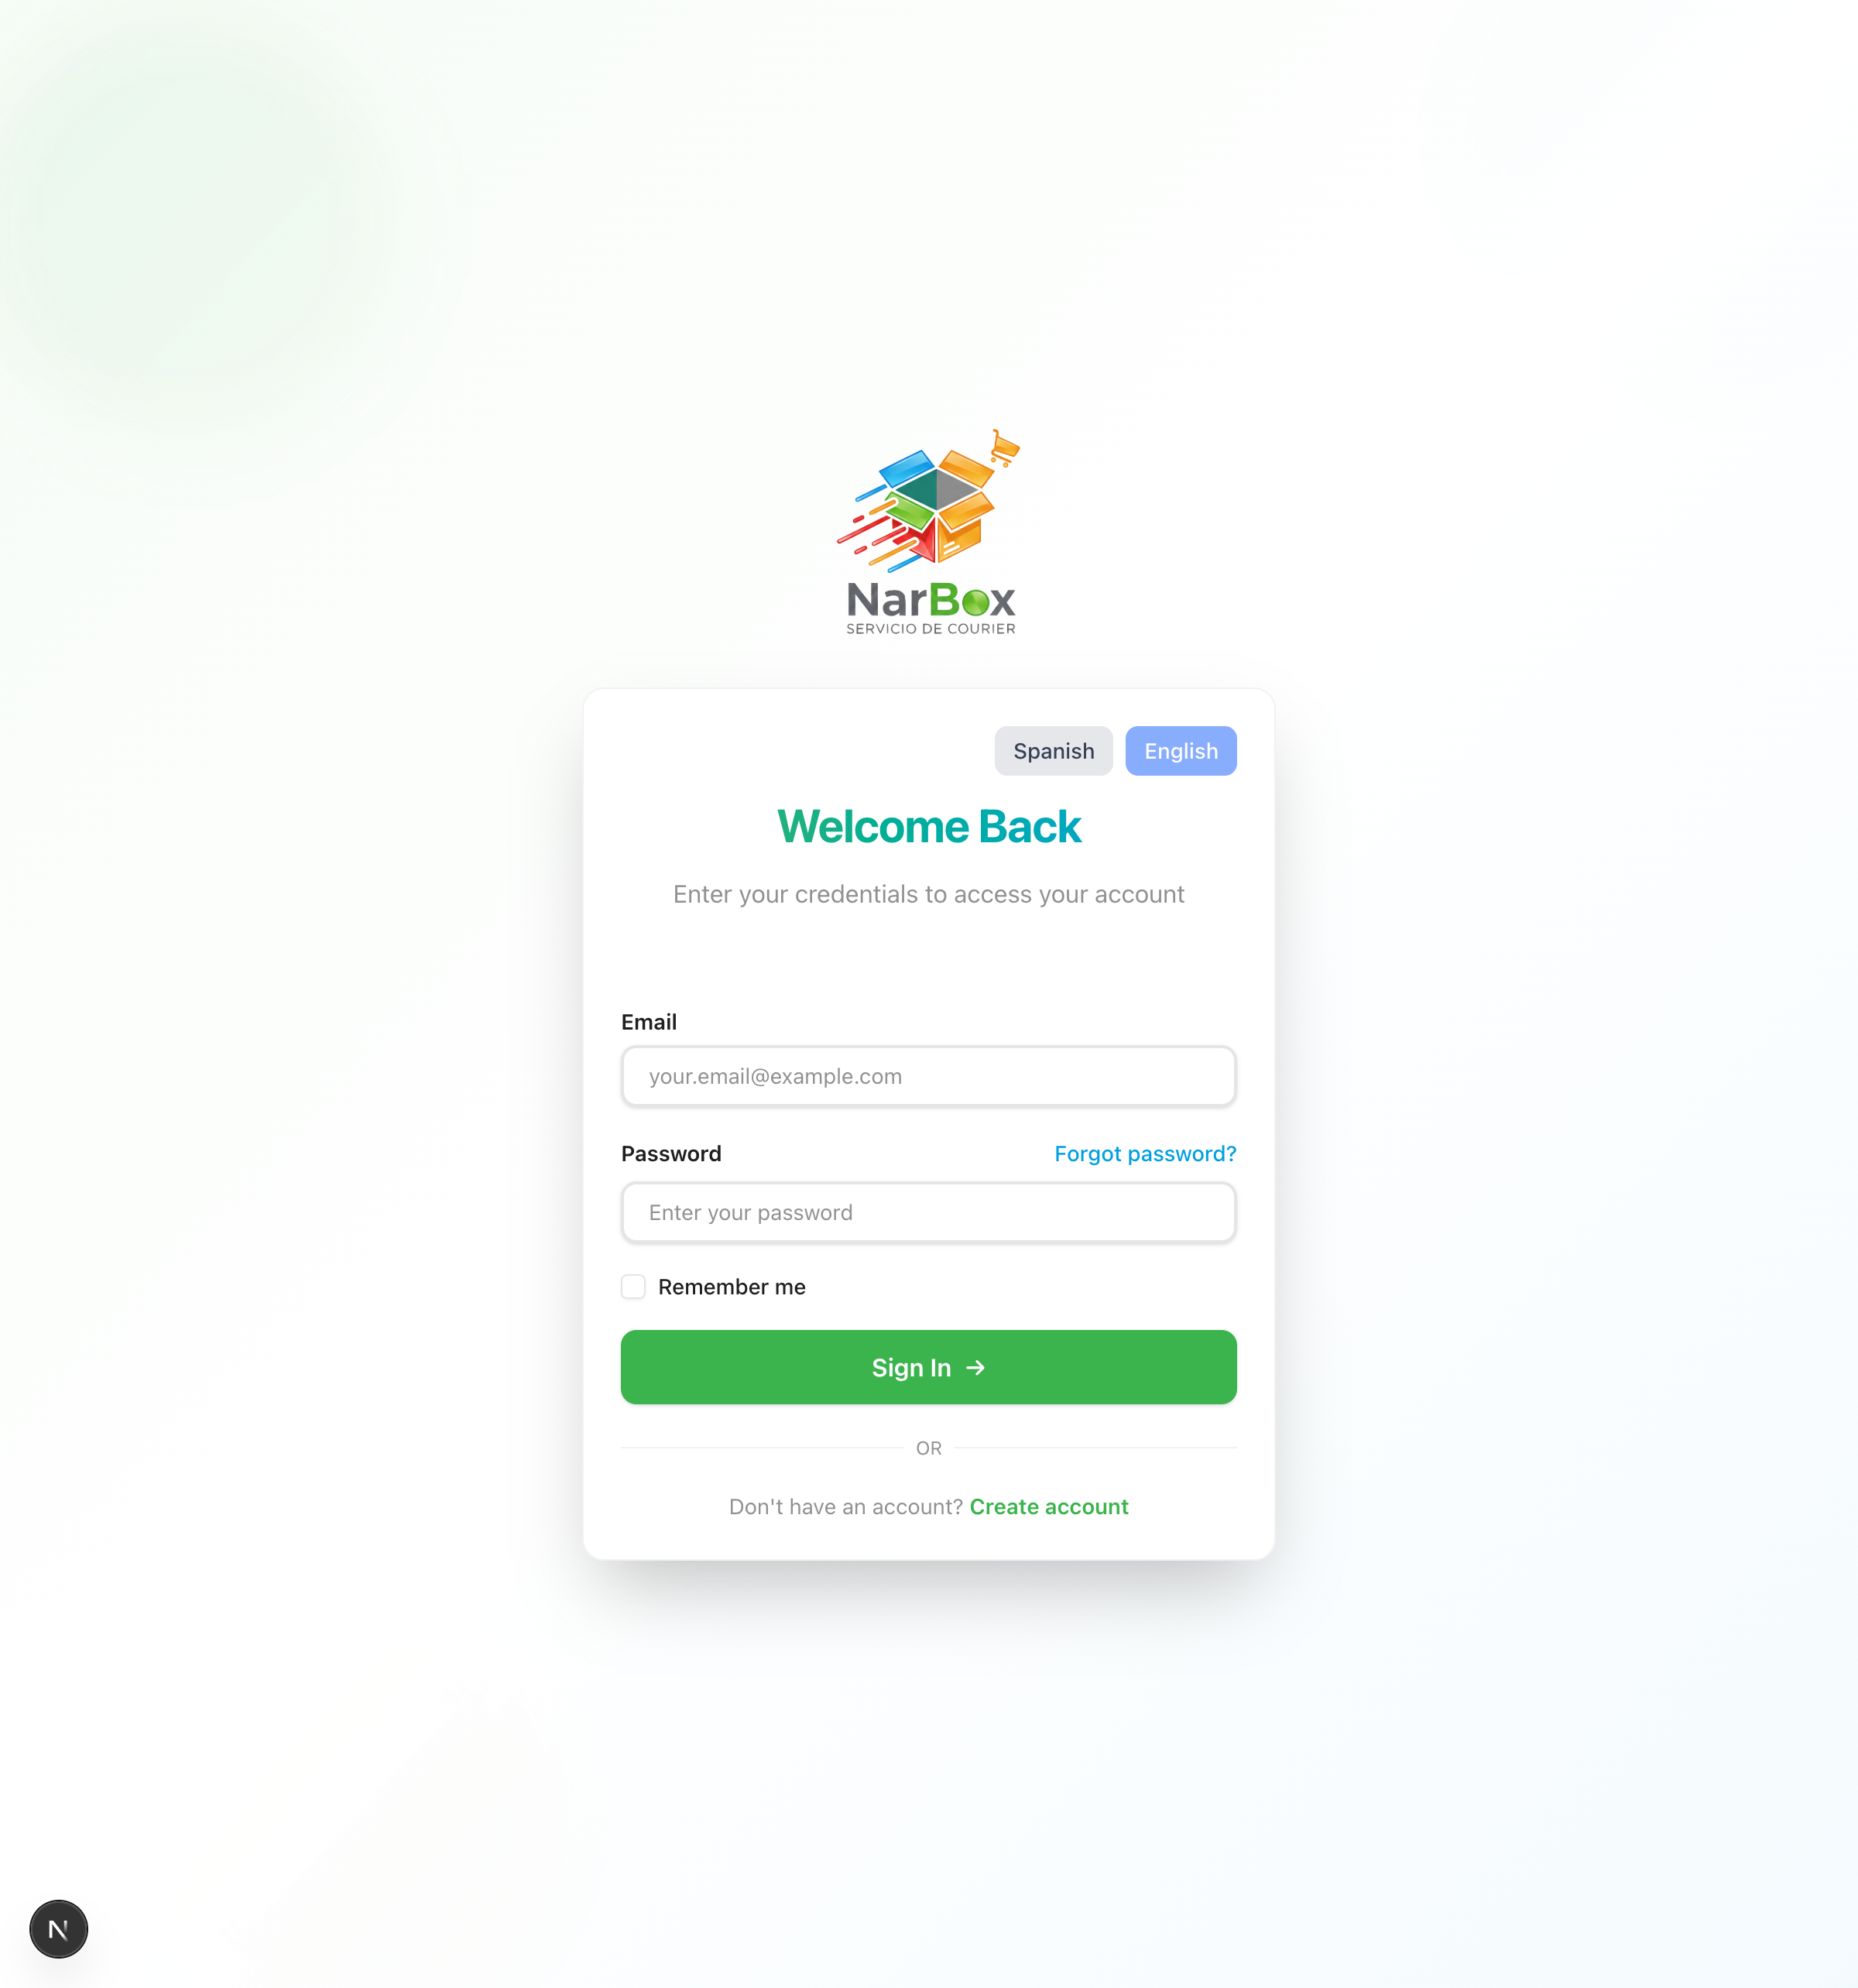 NarBox
SERVICIO DE COURIER
Spanish English
Welcome Back
Enter your credentials to access your account
Email
your.email@example.com
Password Forgot password?
Enter your password
Remember me
Sign In →
OR
Don't have an account? Create account
N